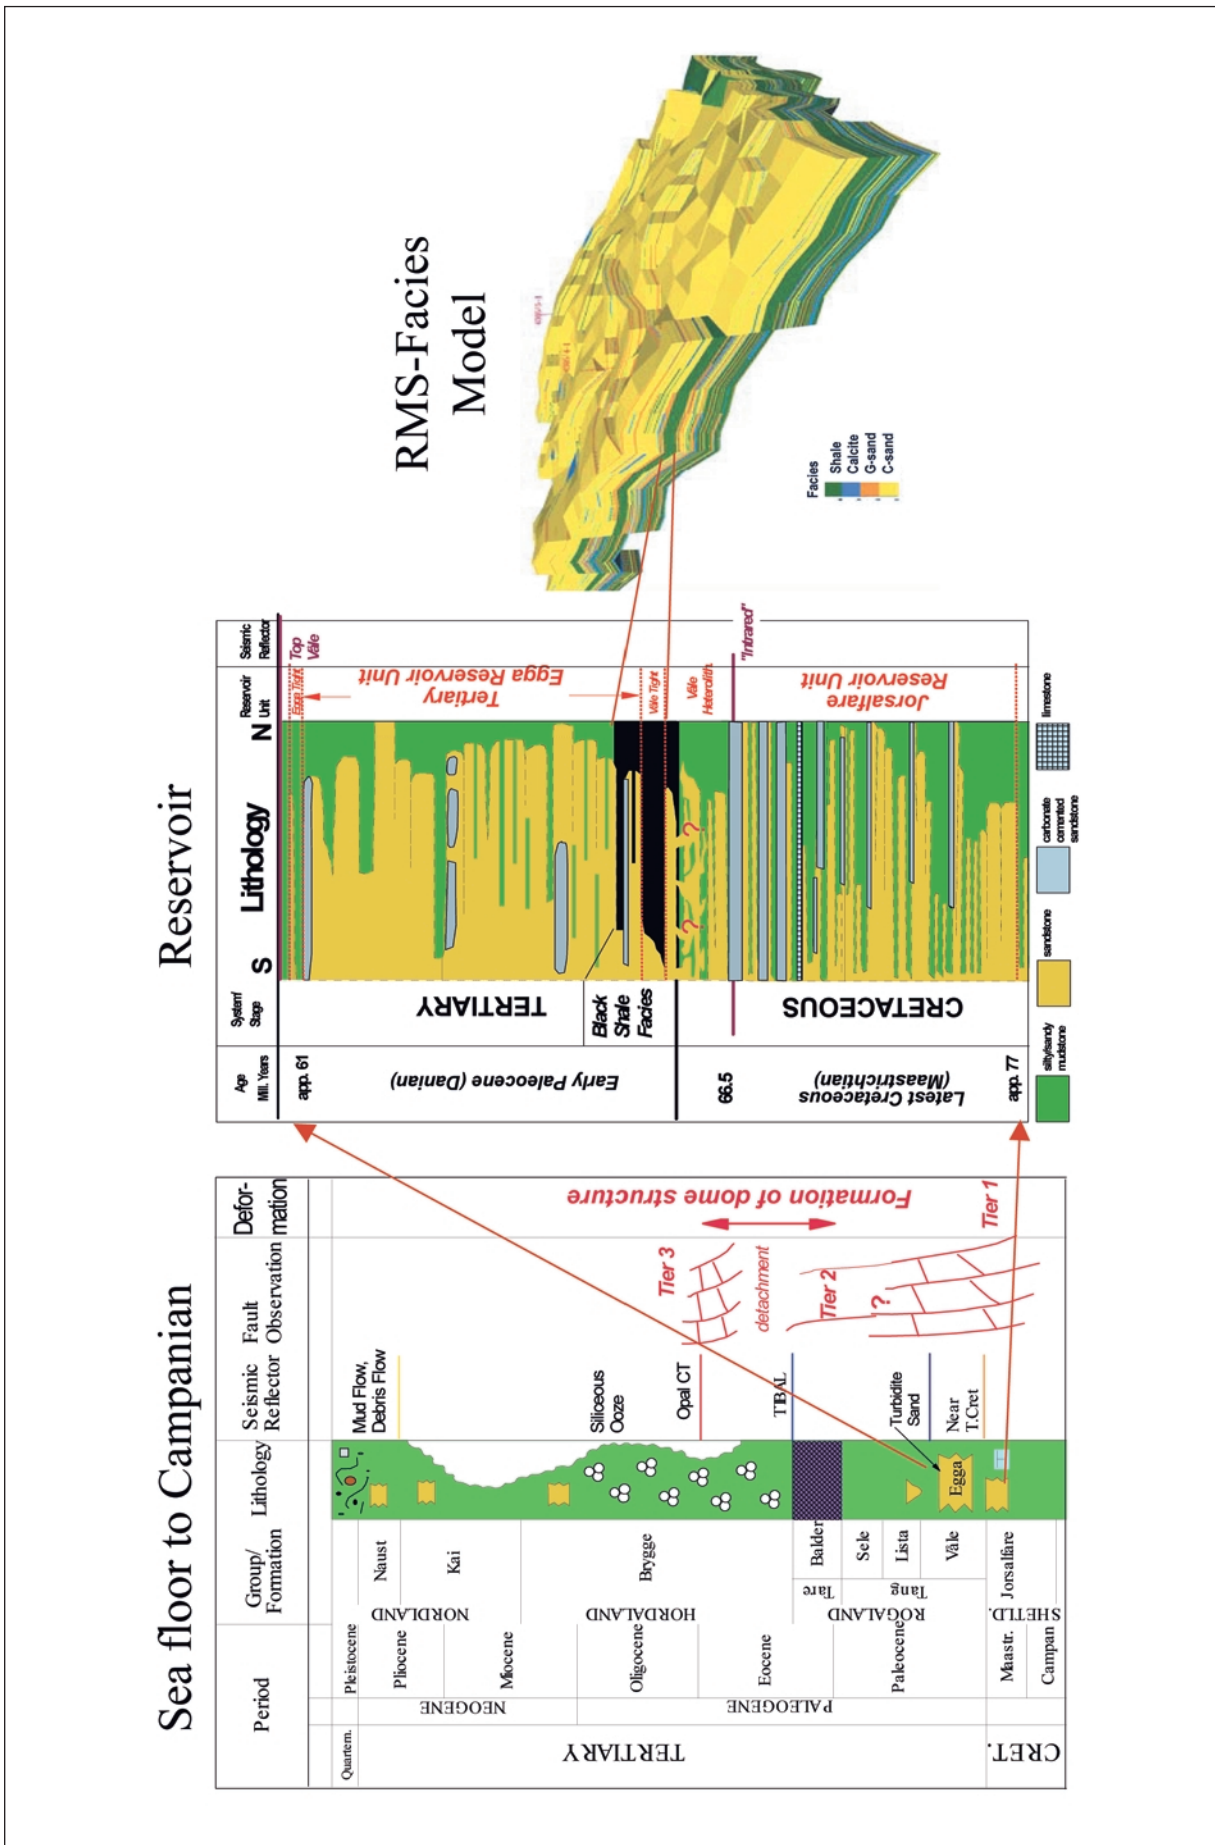 Sea floor to Campanian
Period
Group/
Formation
Lithology
Seismic
Reflector
Fault
Observation
Defor-
mation
Quartern.
TERTIARY
CRET.
NEOGENE
PALEOGENE
Pleistocene
Pliocene
Miocene
Oligocene
Eocene
Paleocene
Maastr.
Campan
NORDLAND
HORDALAND
ROGALAND
SHETLD.
Tare
Tang
Naust
Kai
Brygge
Balder
Sele
Lista
Våle
Jorsalfare
Egga
Mud Flow,
Debris Flow
Siliceous
Ooze
Opal CT
TBAL
Turbidite
Sand
Near
T.Cret
Tier 3
detachment
Tier 2
?
Tier 1
Formation of dome structure
Reservoir
Age
Mill. Years
System/
Stage
S Lithology N
Reservoir
Unit
Seismic
Reflector
app. 61
Early Paleocene (Danian)
66.5
Latest Cretaceous
(Maastrichtian)
app. 77
TERTIARY
Black
Shale
Facies
CRETACEOUS
?
?
Egga Tight
Tertiary
Egga Reservoir Unit
Våle Tight
Våle
Heterolith.
Jorsalfare
Reservoir Unit
Top
Våle
"Intrared"
silty/sandy
mudstone
sandstone
carbonate
cemented
sandstone
limestone
RMS-Facies
Model
Facies
Shale
Calcite
G-sand
C-sand